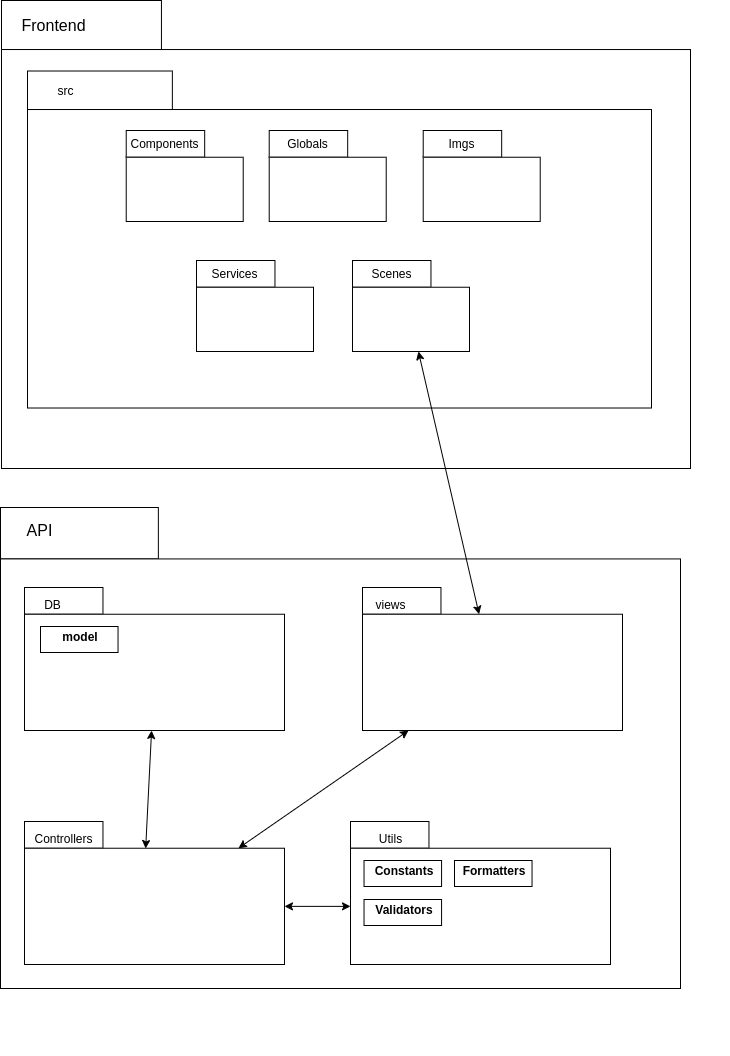 Frontend
src
Components
Globals
Imgs
Services
Scenes
API
DB
views
model
Controllers
Utils
Constants
Formatters
Validators